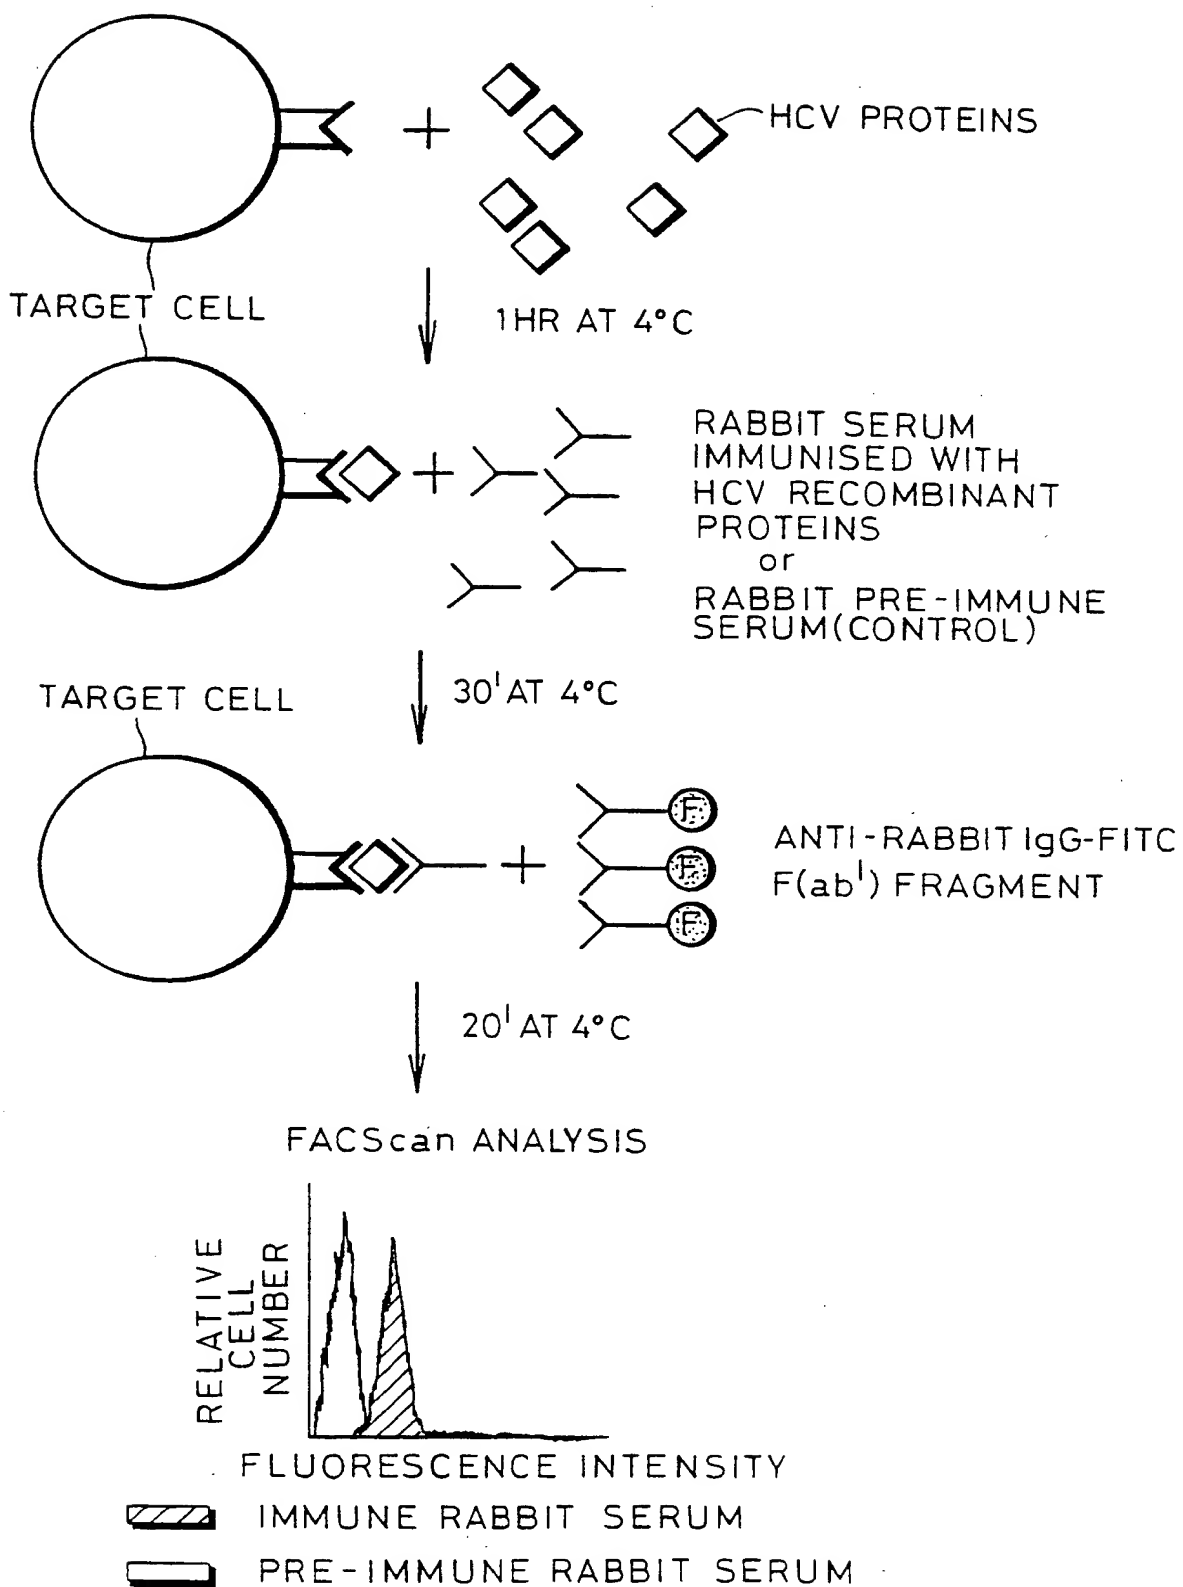 HCV PROTEINS
TARGET CELL
1HR AT 4°C
RABBIT SERUM
IMMUNISED WITH
HCV RECOMBINANT
PROTEINS
or
RABBIT PRE-IMMUNE
SERUM(CONTROL)
30' AT 4°C
TARGET CELL
F
F
F
ANTI-RABBIT IgG-FITC
F(ab') FRAGMENT
20' AT 4°C
FACScan ANALYSIS
RELATIVE
CELL
NUMBER
FLUORESCENCE INTENSITY
IMMUNE RABBIT SERUM
PRE-IMMUNE RABBIT SERUM